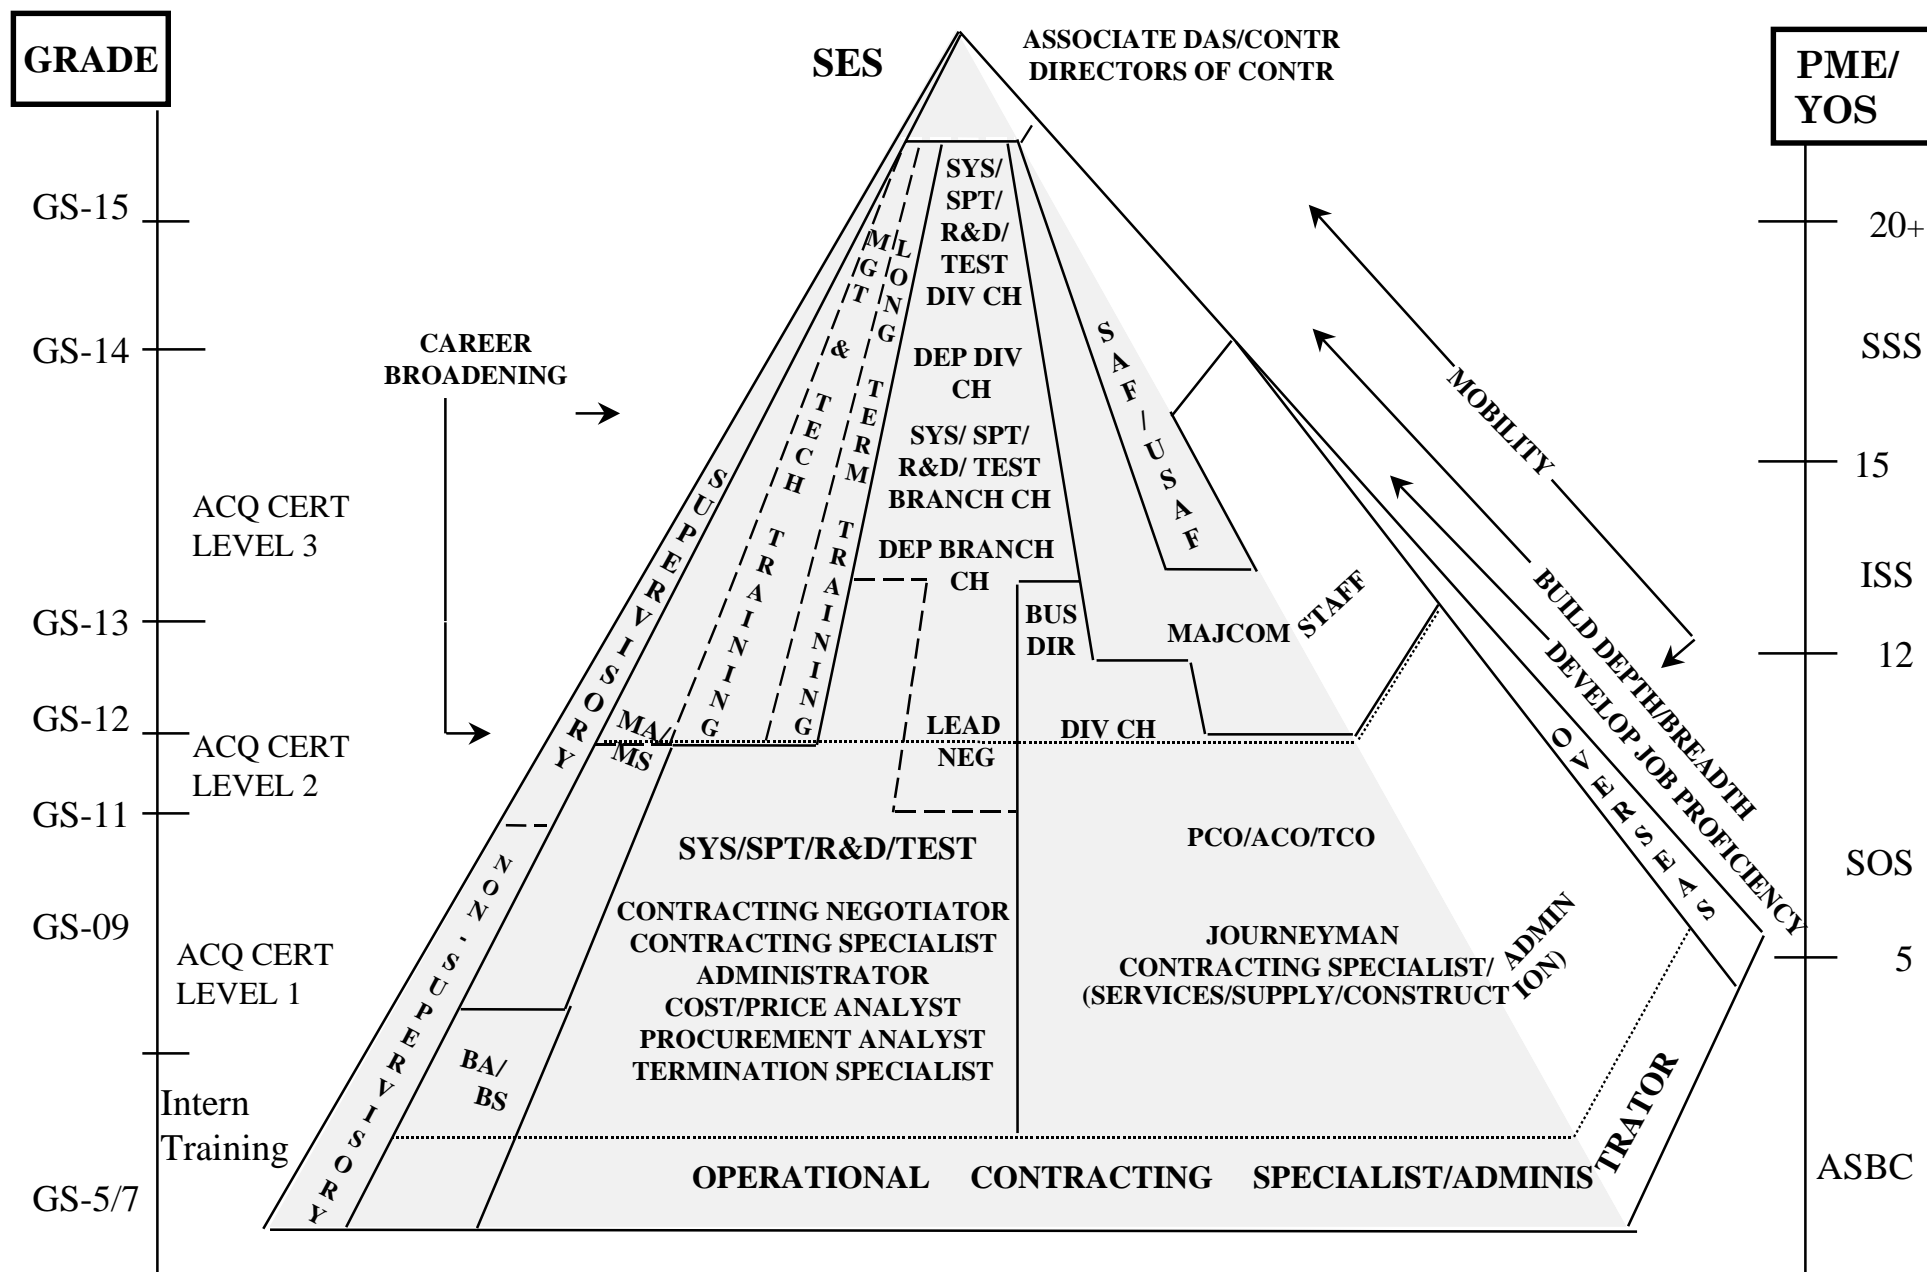 GRADE
SES
ASSOCIATE DAS/CONTR
DIRECTORS OF CONTR
PME/
YOS
GS-15
GS-14
ACQ CERT
LEVEL 3
GS-13
GS-12
ACQ CERT
LEVEL 2
GS-11
GS-09
ACQ CERT
LEVEL 1
Intern
Training
GS-5/7
CAREER
BROADENING
SUPERVISORY
NON-SUPERVISORY
MGT & TECH TRAINING
LONG TERM TRAINING
MA/
MS
BA/
BS
SYS/
SPT/
R&D/
TEST
DIV CH
DEP DIV
CH
SYS/ SPT/
R&D/ TEST
BRANCH CH
DEP BRANCH
CH
BUS
DIR
LEAD
NEG
DIV CH
SAF/USAF
MAJCOM STAFF
SYS/SPT/R&D/TEST
CONTRACTING NEGOTIATOR
CONTRACTING SPECIALIST
ADMINISTRATOR
COST/PRICE ANALYST
PROCUREMENT ANALYST
TERMINATION SPECIALIST
PCO/ACO/TCO
JOURNEYMAN
CONTRACTING SPECIALIST/ ADMIN
(SERVICES/SUPPLY/CONSTRUCT ION)
OPERATIONAL CONTRACTING SPECIALIST/ADMINIS TRATOR
OVERSEAS
MOBILITY
BUILD DEPTH/BREADTH
DEVELOP JOB PROFICIENCY
20+
SSS
15
ISS
12
SOS
5
ASBC